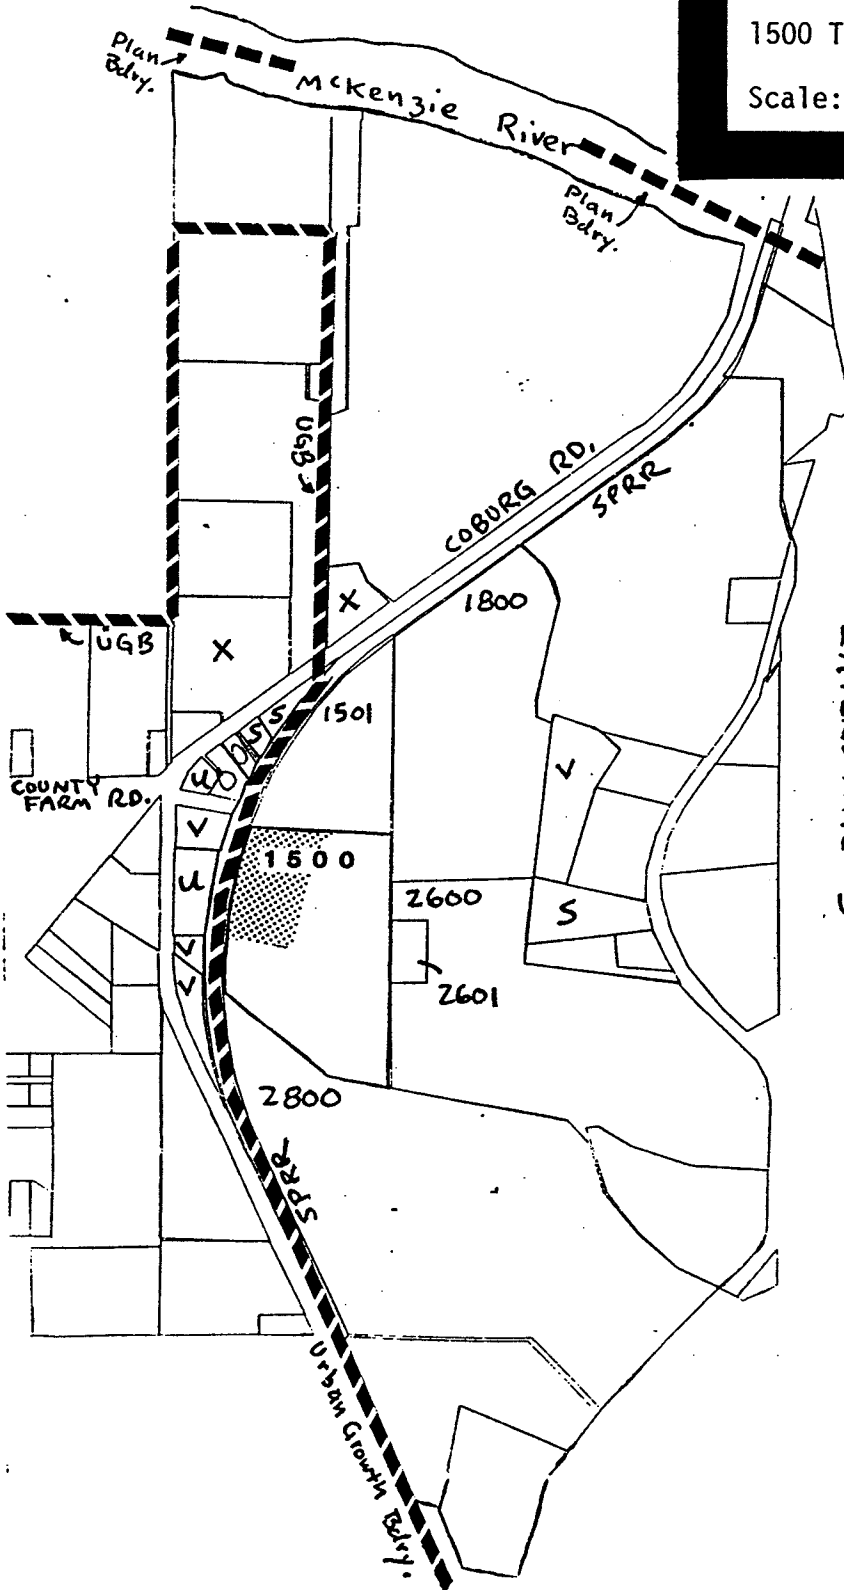 1500 T
Scale:
Plan
Bdry.
McKenzie River
Plan
Bdry.
UGB
COBURG RD.
SPRR
1800
X
UGB
X
1501
S
S
U
COUNTY
FARM RD.
V
1500
U
V
2600
S
V
V
2601
2800
SPRR
Urban Growth Bdry.